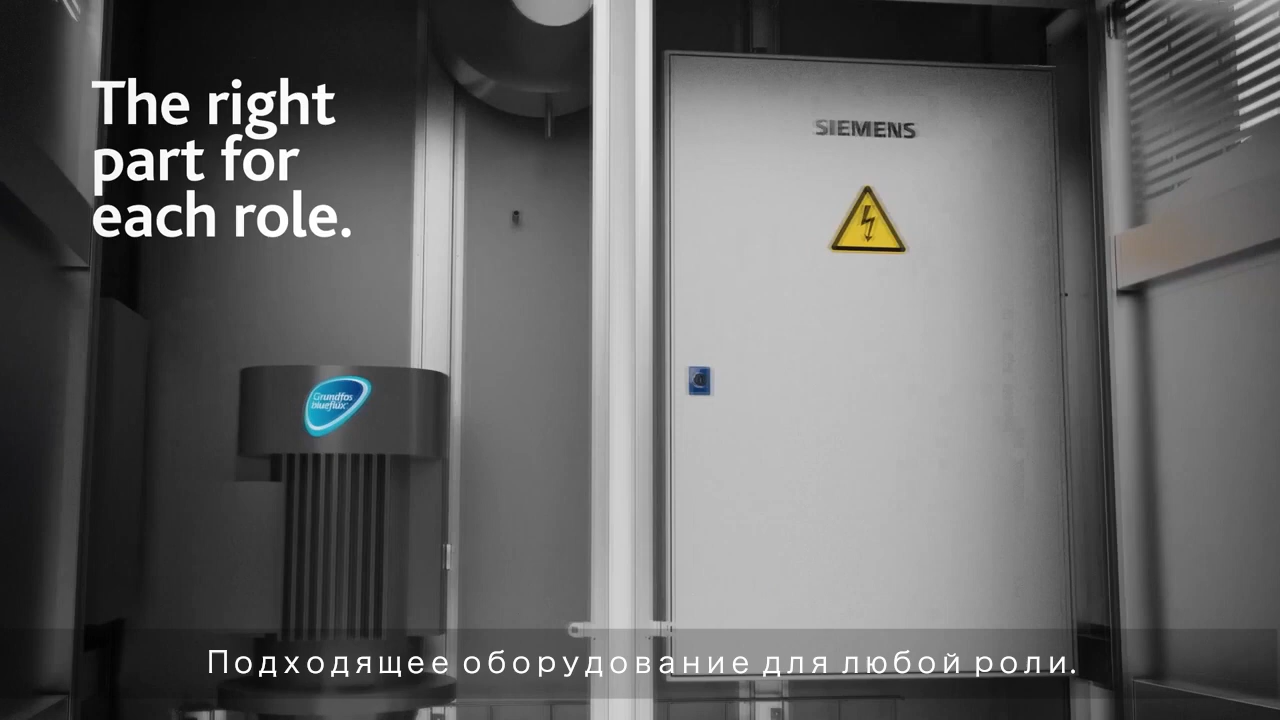 The right
part for
each role.
SIEMENS
Grundfos
blueflux
Подходящее оборудование для любой роли.